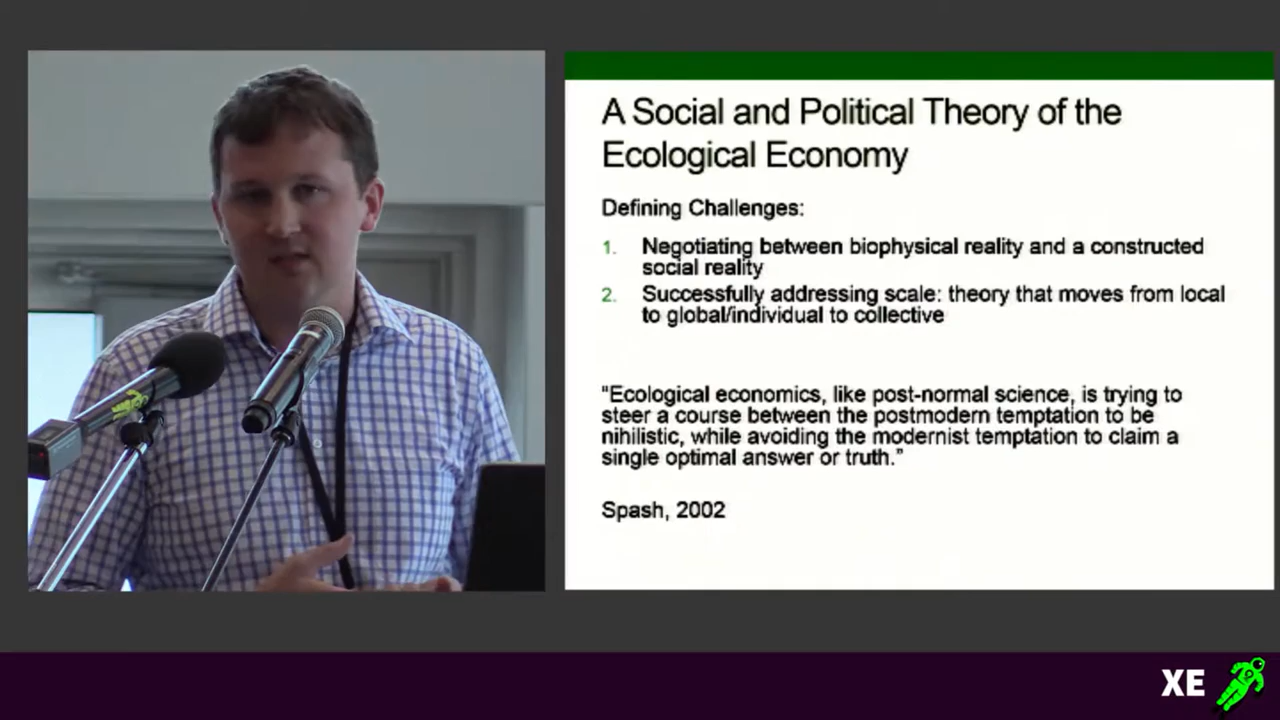 A Social and Political Theory of the
Ecological Economy
Defining Challenges:
1. Negotiating between biophysical reality and a constructed
social reality
2. Successfully addressing scale: theory that moves from local
to global/individual to collective
"Ecological economics, like post-normal science, is trying to
steer a course between the postmodern temptation to be
nihilistic, while avoiding the modernist temptation to claim a
single optimal answer or truth.”
Spash, 2002
XE